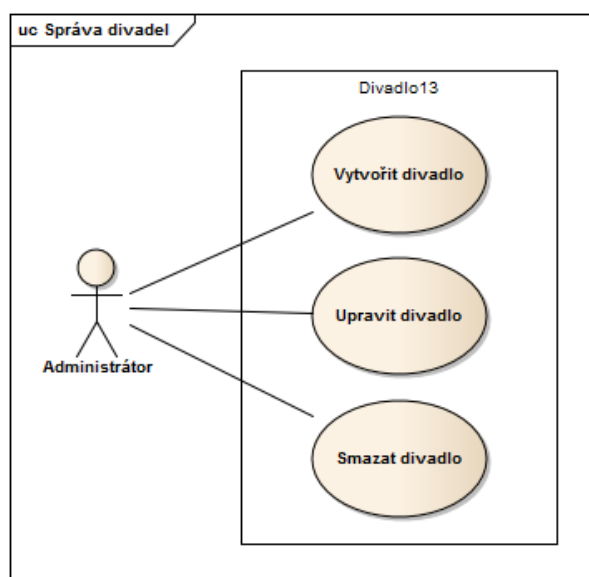 uc Správa divadel
Divadlo13
Vytvořit divadlo
Upravit divadlo
Administrátor
Smazat divadlo